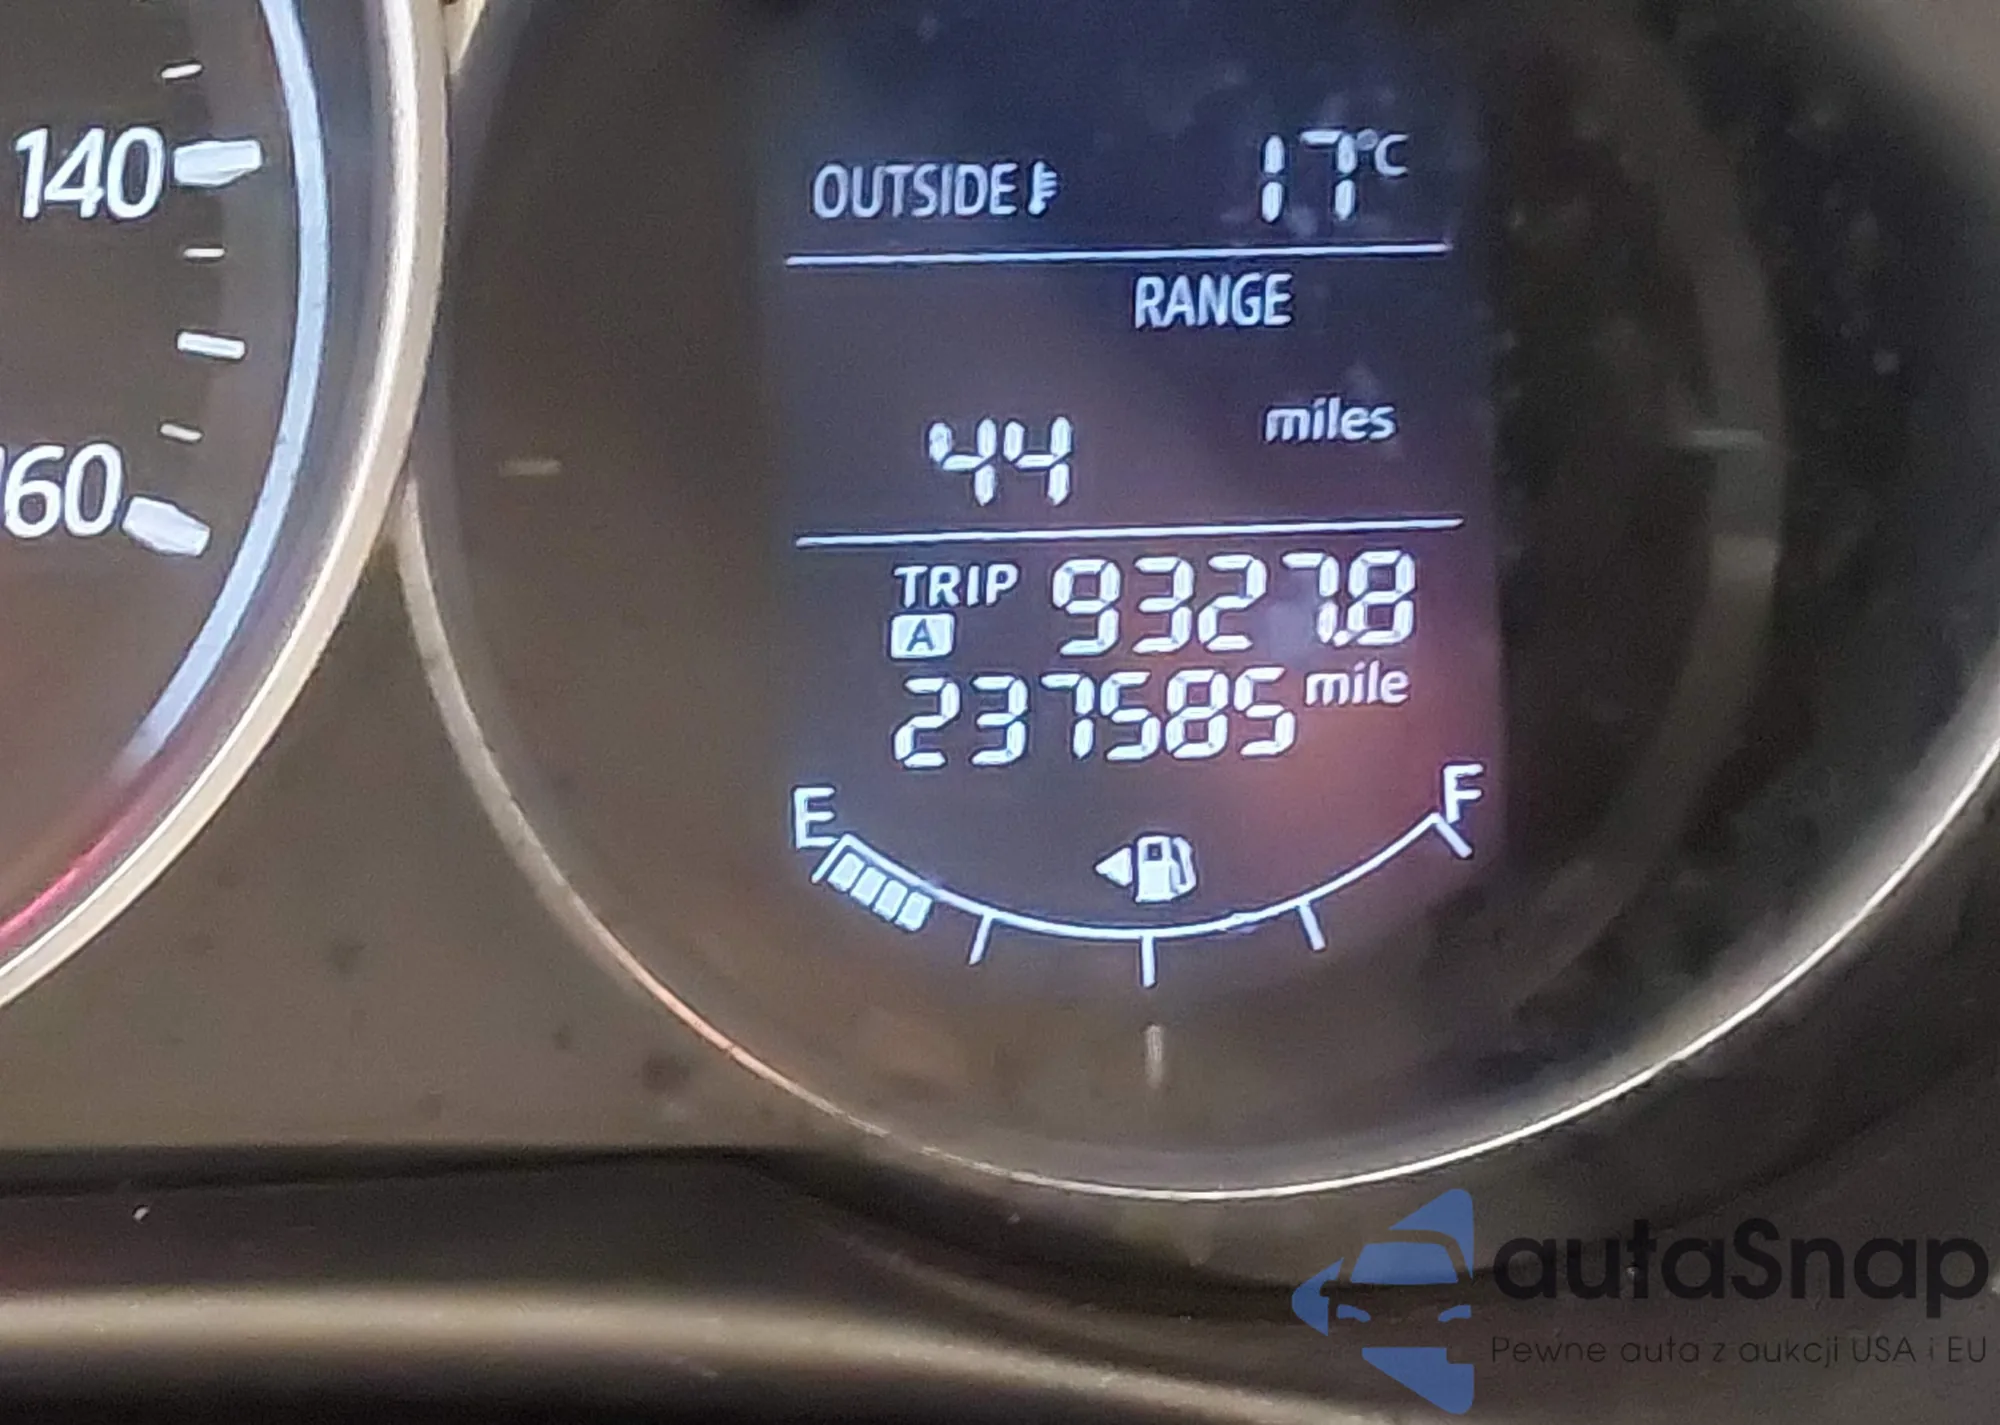 140
160
OUTSIDE 17°C
RANGE
miles
44
TRIP A 9327.8
237585 mile
E F
autaSnap
Pewne auta z aukcji USA i EU